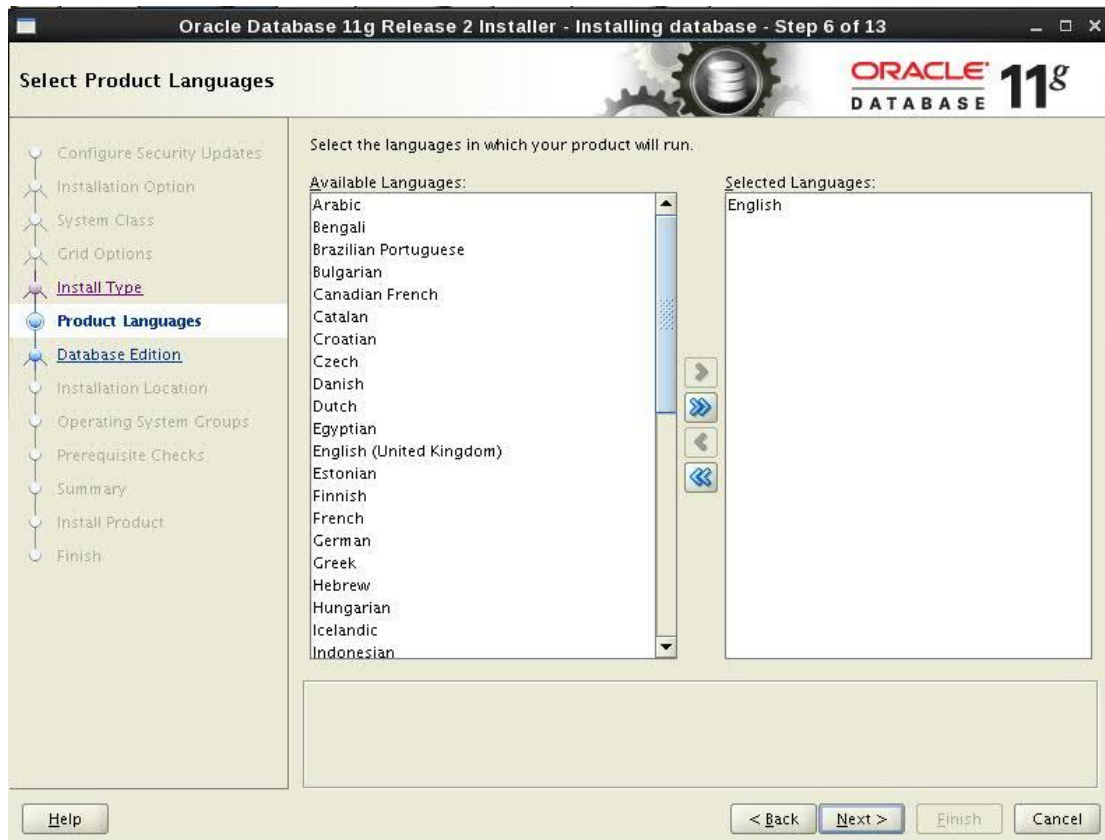 Oracle Database 11g Release 2 Installer - Installing database - Step 6 of 13
Select Product Languages
ORACLE
DATABASE
11g
Configure Security Updates
Installation Option
System Class
Grid Options
Install Type
Product Languages
Database Edition
Installation Location
Operating System Groups
Prerequisite Checks
Summary
Install Product
Finish
Select the languages in which your product will run.
Available Languages:
Arabic
Bengali
Brazilian Portuguese
Bulgarian
Canadian French
Catalan
Croatian
Czech
Danish
Dutch
Egyptian
English (United Kingdom)
Estonian
Finnish
French
German
Greek
Hebrew
Hungarian
Icelandic
Indonesian
Selected Languages:
English
Help
< Back
Next >
Finish
Cancel